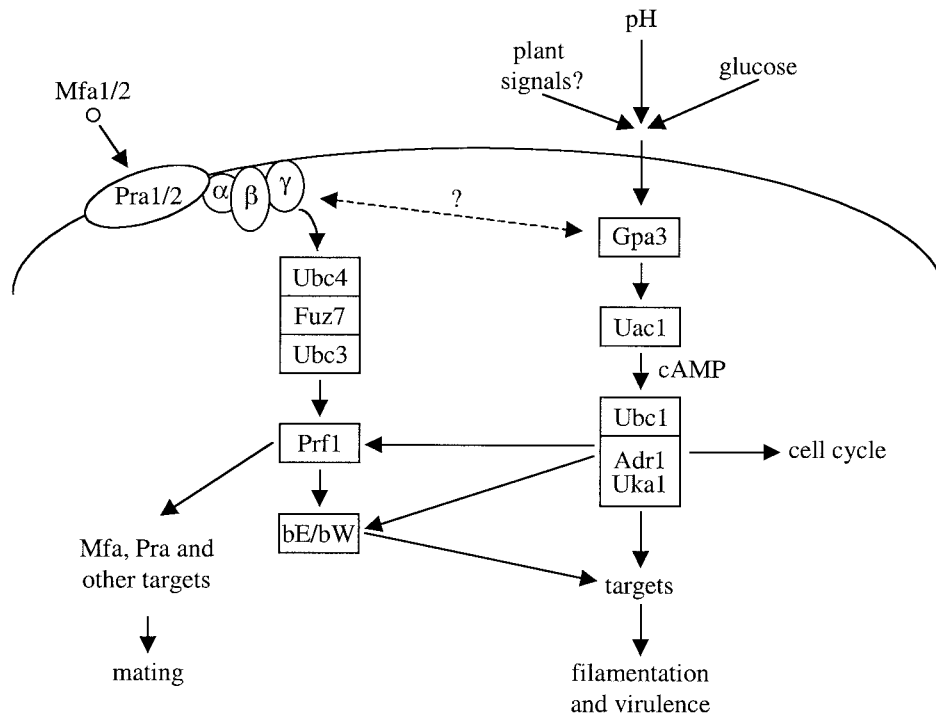 pH
plant
signals?
glucose
Mfa1/2
Pra1/2
α
β
γ
?
Gpa3
Ubc4
Fuz7
Ubc3
Uac1
cAMP
Ubc1
Adr1
Uka1
cell cycle
Prf1
bE/bW
Mfa, Pra and
other targets
targets
mating
filamentation
and virulence